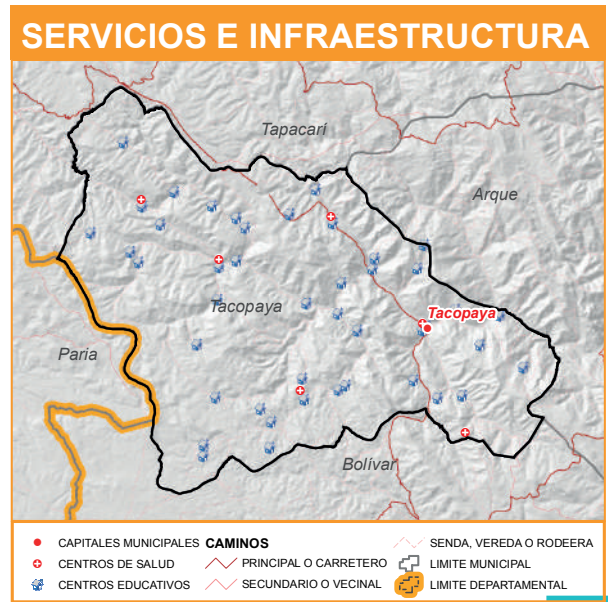 SERVICIOS E INFRAESTRUCTURA
Tapacarí
Arque
Tacopaya
Tacopaya
Paria
Bolívar
CAPITALES MUNICIPALES
CENTROS DE SALUD
CENTROS EDUCATIVOS
CAMINOS
PRINCIPAL O CARRETERO
SECUNDARIO O VECINAL
SENDA, VEREDA O RODEERA
LIMITE MUNICIPAL
LIMITE DEPARTAMENTAL